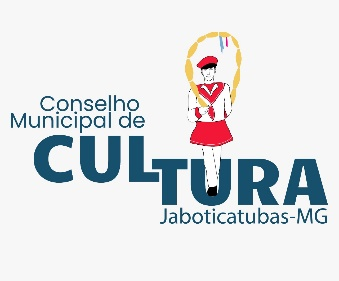 Conselho
Municipal de
CULTURA
Jaboticatubas-MG